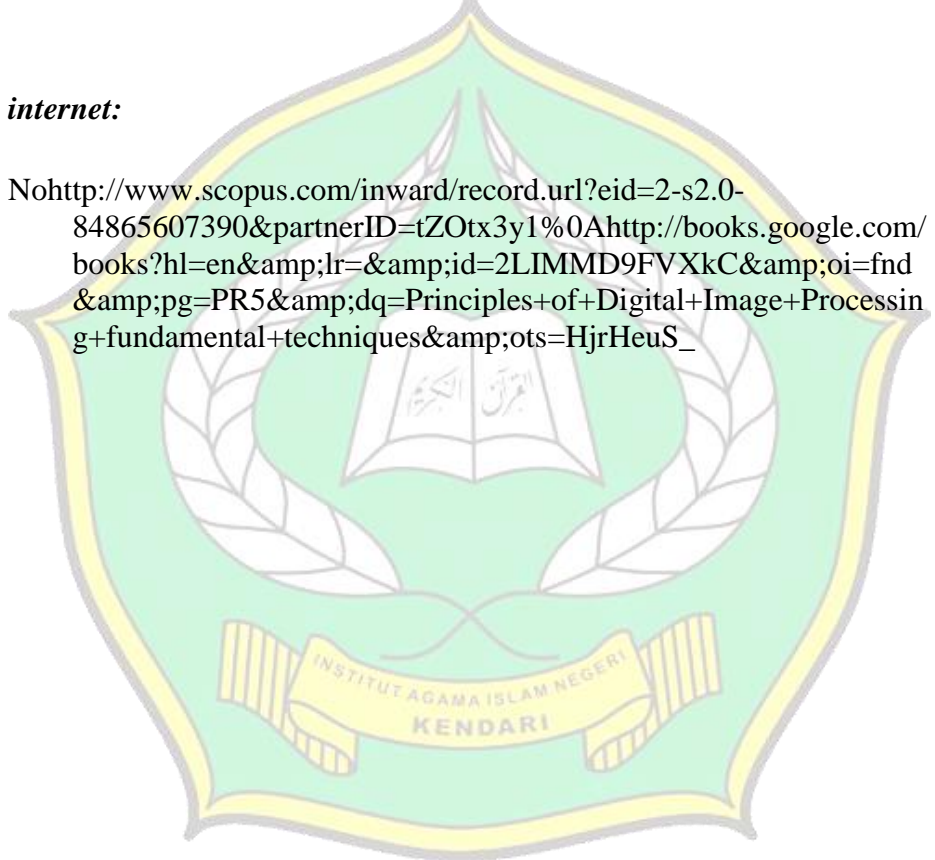 internet:
Nohttp://www.scopus.com/inward/record.url?eid=2-s2.0-
84865607390&partnerID=tZOtx3y1%0Ahttp://books.google.com/
books?hl=en&amp;lr=&amp;id=2LIMMD9FVXkC&amp;oi=fnd
&amp;pg=PR5&amp;dq=Principles+of+Digital+Image+Processin
g+fundamental+techniques&amp;ots=HjrHeuS_
القرآن الكريم
INSTITUT AGAMA ISLAM NEGERI
KENDARI